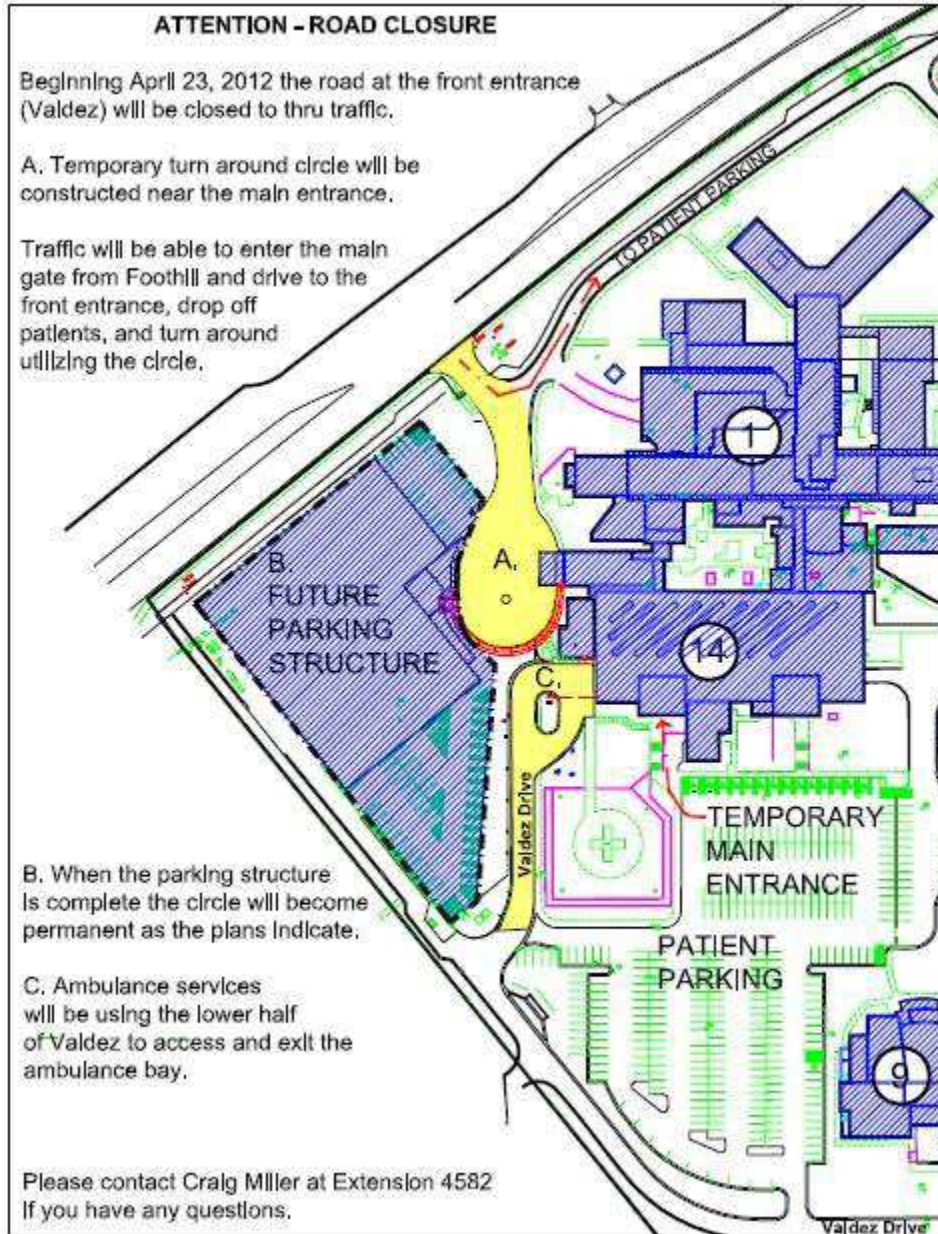 ATTENTION - ROAD CLOSURE
Beginning April 23, 2012 the road at the front entrance
(Valdez) will be closed to thru traffic.
A. Temporary turn around circle will be
constructed near the main entrance.
Traffic will be able to enter the main
gate from Foothill and drive to the
front entrance, drop off
patients, and turn around
utilizing the circle.
TO PATIENT PARKING
1
A.
B.
FUTURE
PARKING
STRUCTURE
14
C.
Valdez Drive
TEMPORARY
MAIN
ENTRANCE
PATIENT
PARKING
9
B. When the parking structure
is complete the circle will become
permanent as the plans indicate.
C. Ambulance services
will be using the lower half
of Valdez to access and exit the
ambulance bay.
Please contact Craig Miller at Extension 4582
if you have any questions.
Valdez Drive